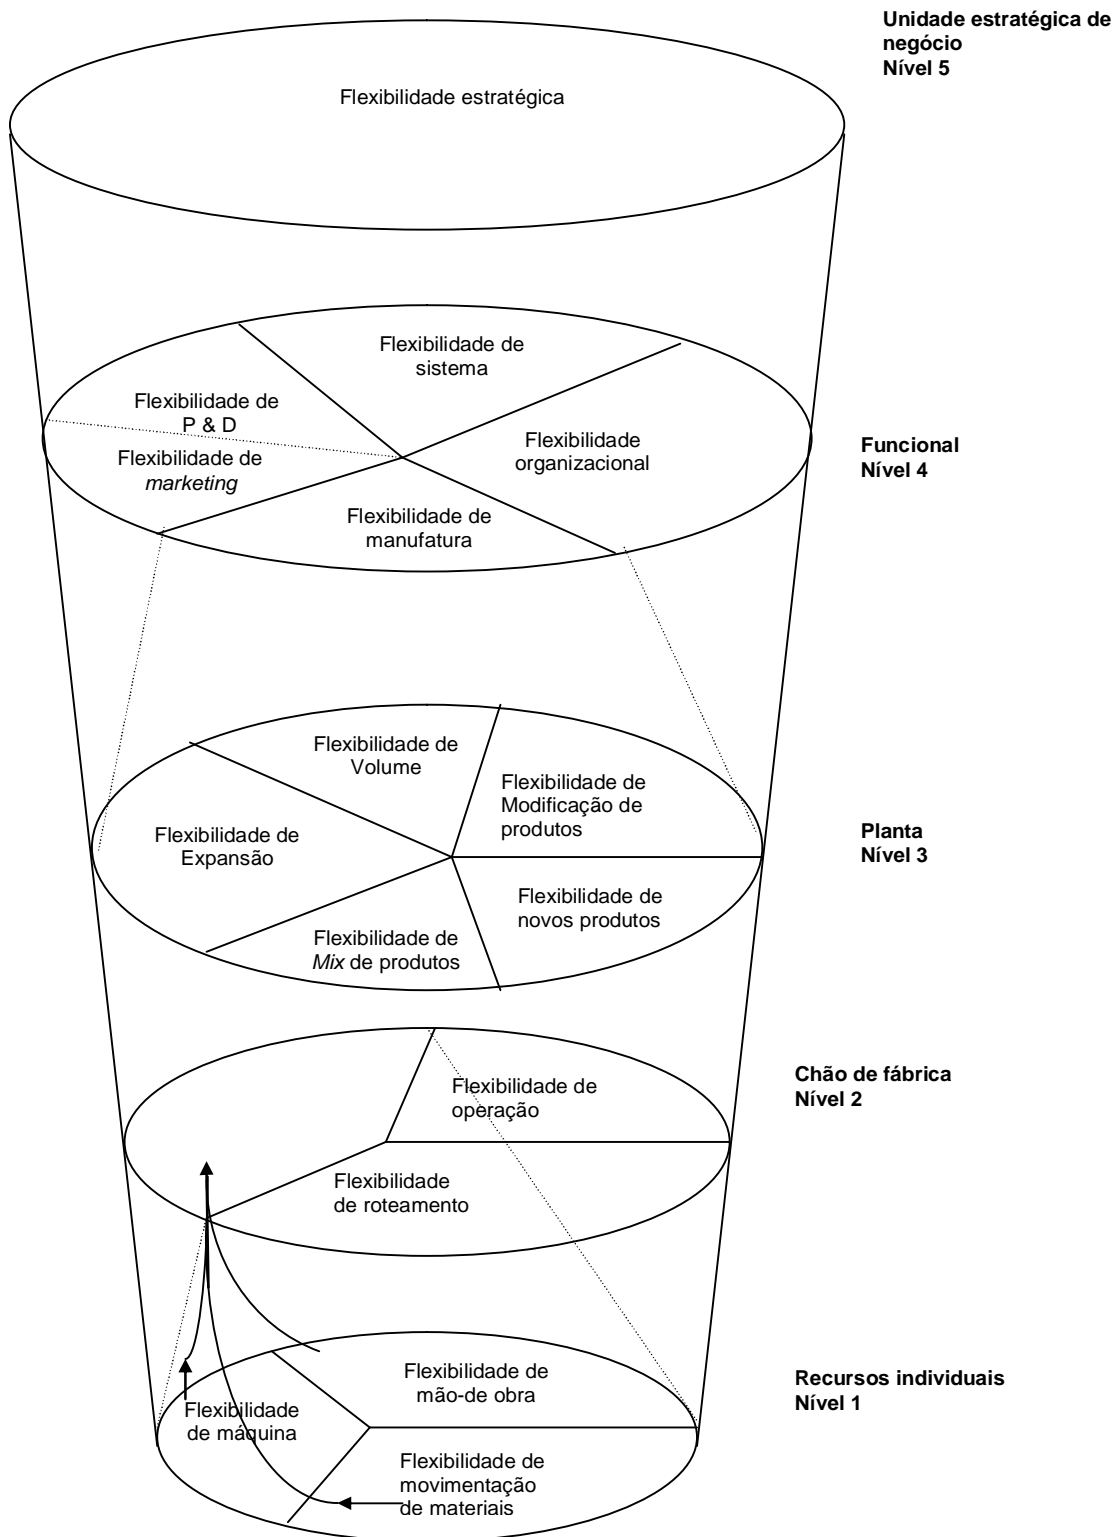 Unidade estratégica de
negócio
Nível 5
Flexibilidade estratégica
Flexibilidade de
sistema
Flexibilidade de
P & D
Flexibilidade
organizacional
Flexibilidade de
marketing
Flexibilidade de
manufatura
Funcional
Nível 4
Flexibilidade de
Volume
Flexibilidade de
Modificação de
produtos
Flexibilidade de
Expansão
Flexibilidade de
novos produtos
Flexibilidade de
Mix de produtos
Planta
Nível 3
Flexibilidade de
operação
Flexibilidade
de roteamento
Chão de fábrica
Nível 2
Flexibilidade de
mão-de obra
Flexibilidade
de máquina
Flexibilidade de
movimentação
de materiais
Recursos individuais
Nível 1